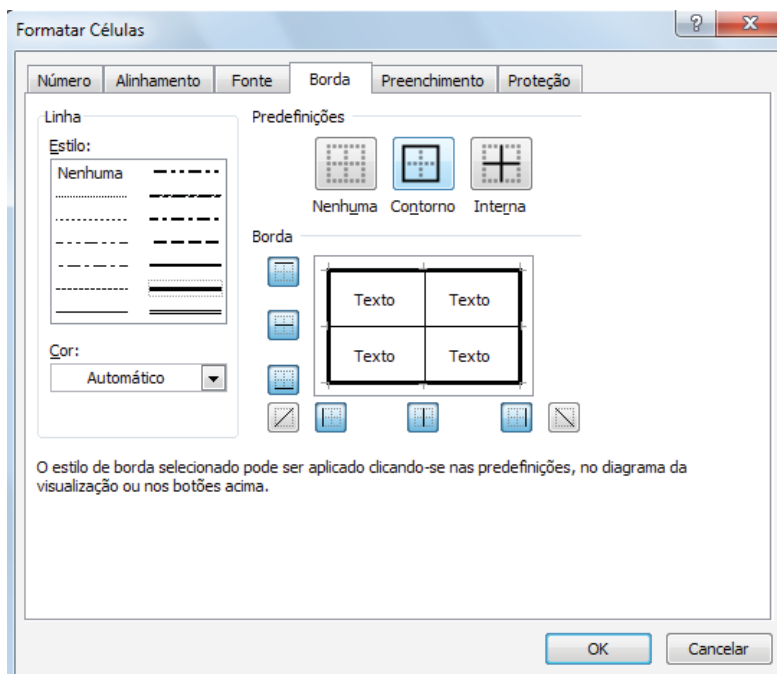 Formatar Células
Número Alinhamento Fonte Borda Preenchimento Proteção
Linha
Estilo:
Nenhuma
Cor:
Automático
Predefinições
Nenhuma Contorno Interna
Borda
Texto Texto
Texto Texto
O estilo de borda selecionado pode ser aplicado clicando-se nas predefinições, no diagrama da
visualização ou nos botões acima.
OK Cancelar